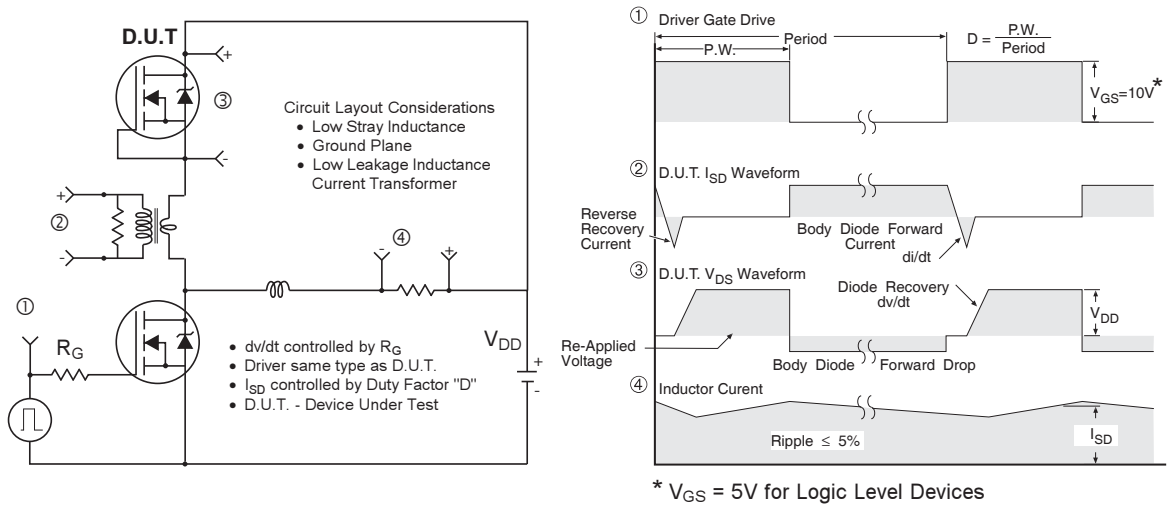 D.U.T
+
③
-
Circuit Layout Considerations
• Low Stray Inductance
• Ground Plane
• Low Leakage Inductance
Current Transformer
+
②
-
④
-
+
①
R_G
• dv/dt controlled by R_G
• Driver same type as D.U.T.
• I_SD controlled by Duty Factor "D"
• D.U.T. - Device Under Test
V_DD
+
-
① Driver Gate Drive
P.W.
Period
D = P.W.
Period
V_GS=10V*
② D.U.T. I_SD Waveform
Reverse
Recovery
Current
Body Diode Forward
Current
di/dt
③ D.U.T. V_DS Waveform
Diode Recovery
dv/dt
V_DD
Re-Applied
Voltage
Body Diode Forward Drop
④ Inductor Curent
Ripple ≤ 5%
I_SD
* V_GS = 5V for Logic Level Devices